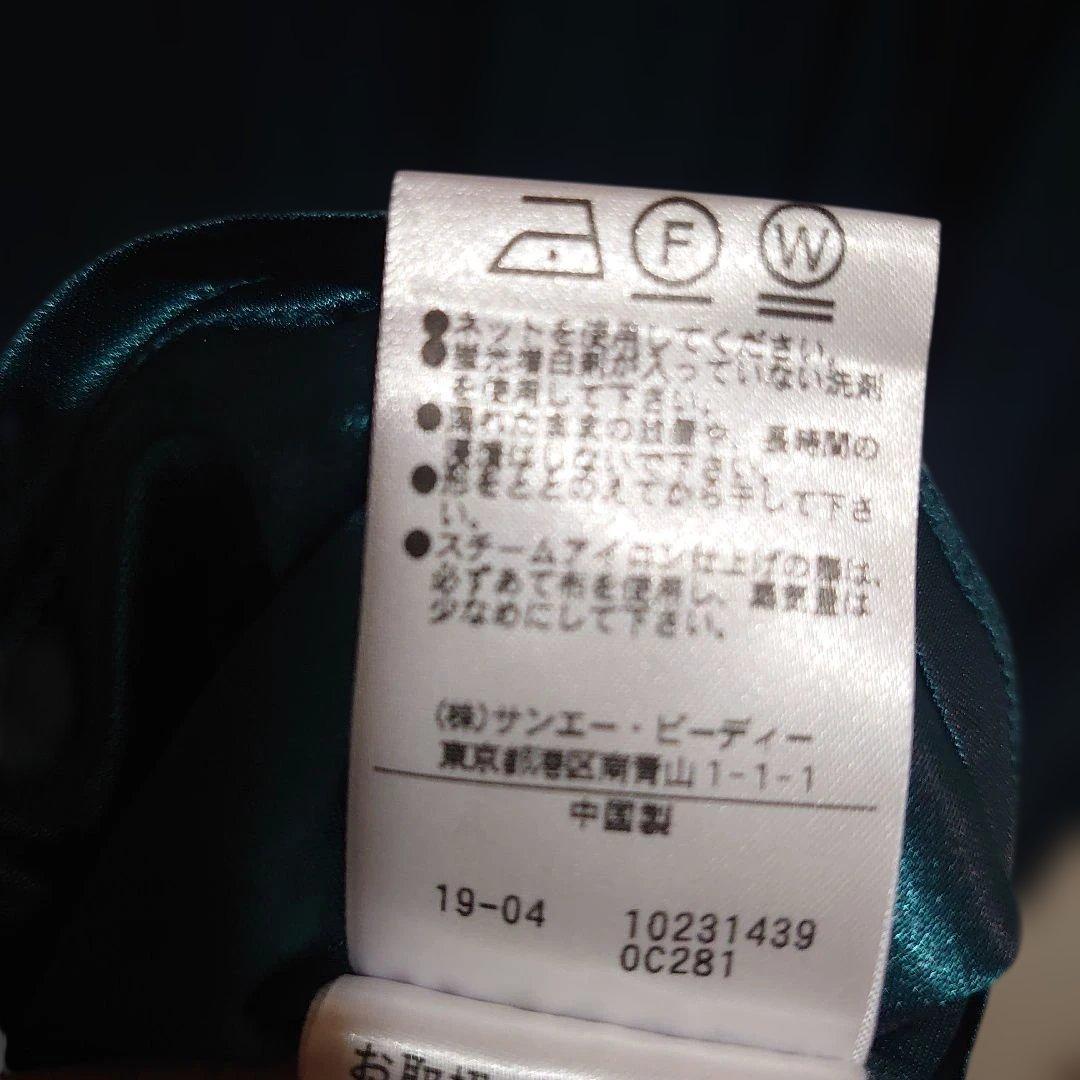 F W
●ネットを使用してください。
●蛍光増白剤が入っていない洗剤
を使用して下さい。
●濡れたままの放置や、長時間の
浸漬はしないで下さい。
●形をととのえてから干して下さ
い。
●スチームアイロン仕上げの際は、
必ずあて布を使用し、蒸気量は
少なめにして下さい。
(株)サンエー・ビーディー
東京都港区南青山1-1-1
中国製
19-04 10231439
0C281
お取扱